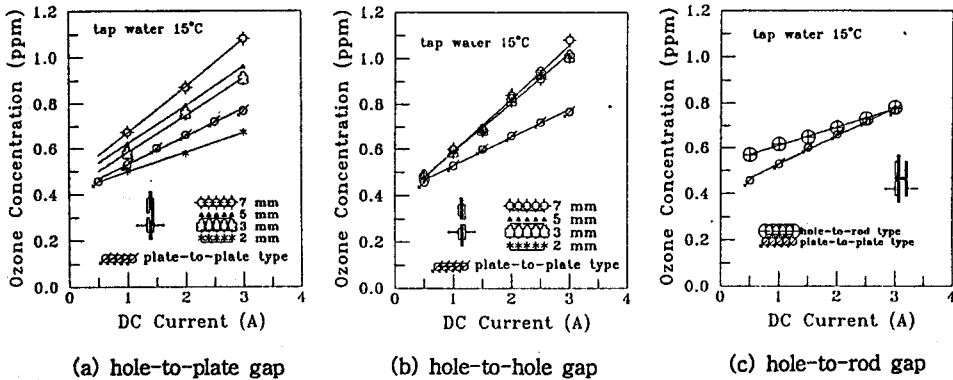 Ozone Concentration (ppm)
1.2
1.0
0.8
0.6
0.4
0.2
0.0
tap water 15°C
7 mm
5 mm
3 mm
2 mm
plate-to-plate type
0
1
2
3
4
DC Current (A)
(a) hole-to-plate gap
Ozone Concentration (ppm)
1.2
1.0
0.8
0.6
0.4
0.2
0.0
tap water 15°C
7 mm
5 mm
3 mm
2 mm
plate-to-plate type
0
1
2
3
4
DC Current (A)
(b) hole-to-hole gap
Ozone Concentration (ppm)
1.2
1.0
0.8
0.6
0.4
0.2
0.0
tap water 15°C
hole-to-rod type
plate-to-plate type
0
1
2
3
4
DC Current (A)
(c) hole-to-rod gap